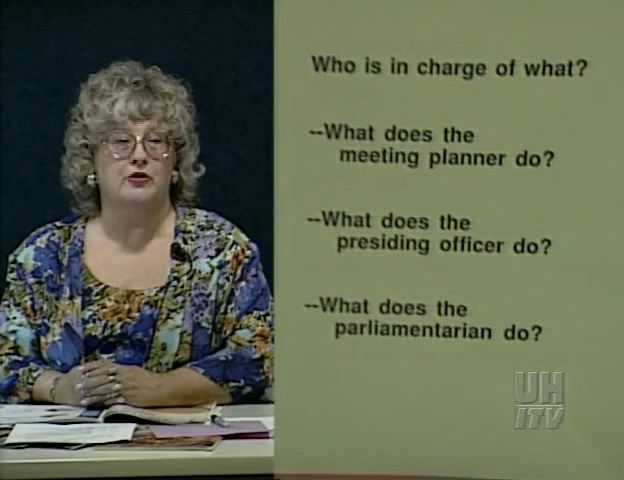 Who is in charge of what?
--What does the
meeting planner do?
--What does the
presiding officer do?
--What does the
parliamentarian do?
UH
ITV